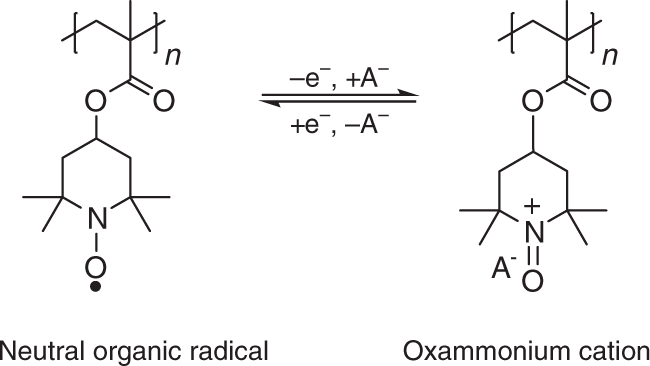 n n
O O O O
−e−, +A−
+e−, −A−
N + N
A- O
O
Neutral organic radical Oxammonium cation